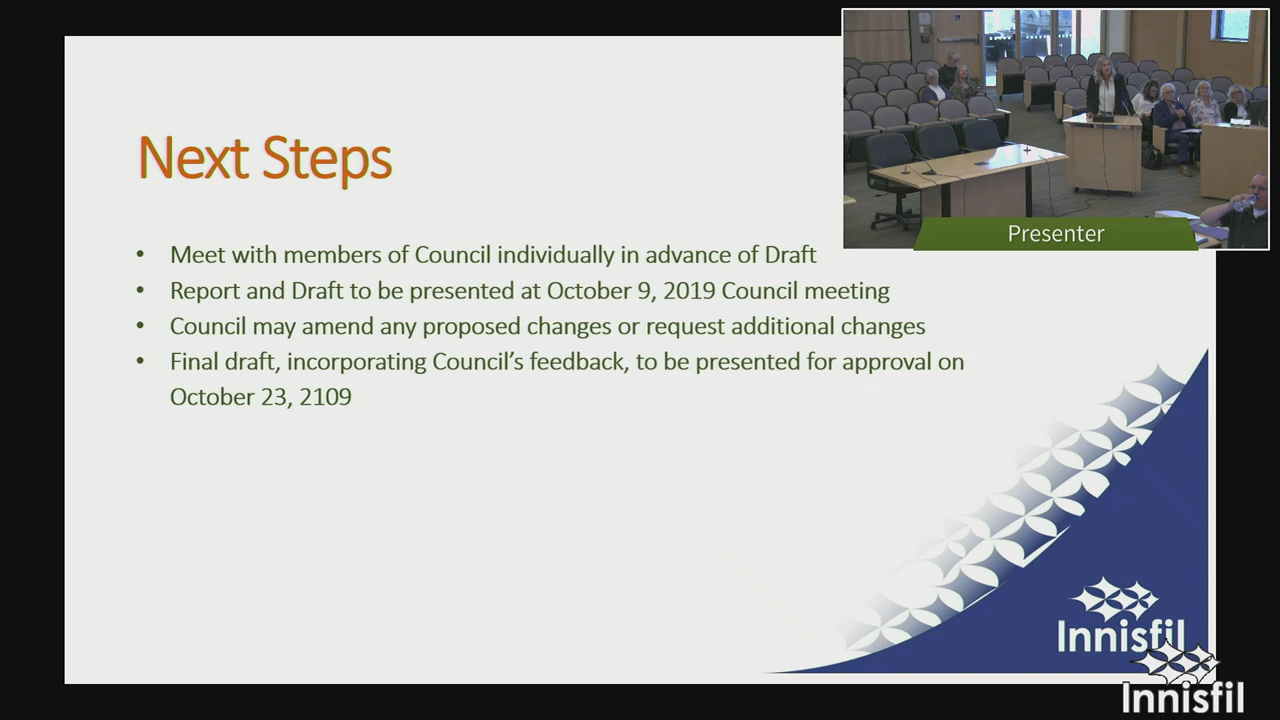 Next Steps
• Meet with members of Council individually in advance of Draft
• Report and Draft to be presented at October 9, 2019 Council meeting
• Council may amend any proposed changes or request additional changes
• Final draft, incorporating Council's feedback, to be presented for approval on
October 23, 2109
Presenter
Innisfil
Innisfil